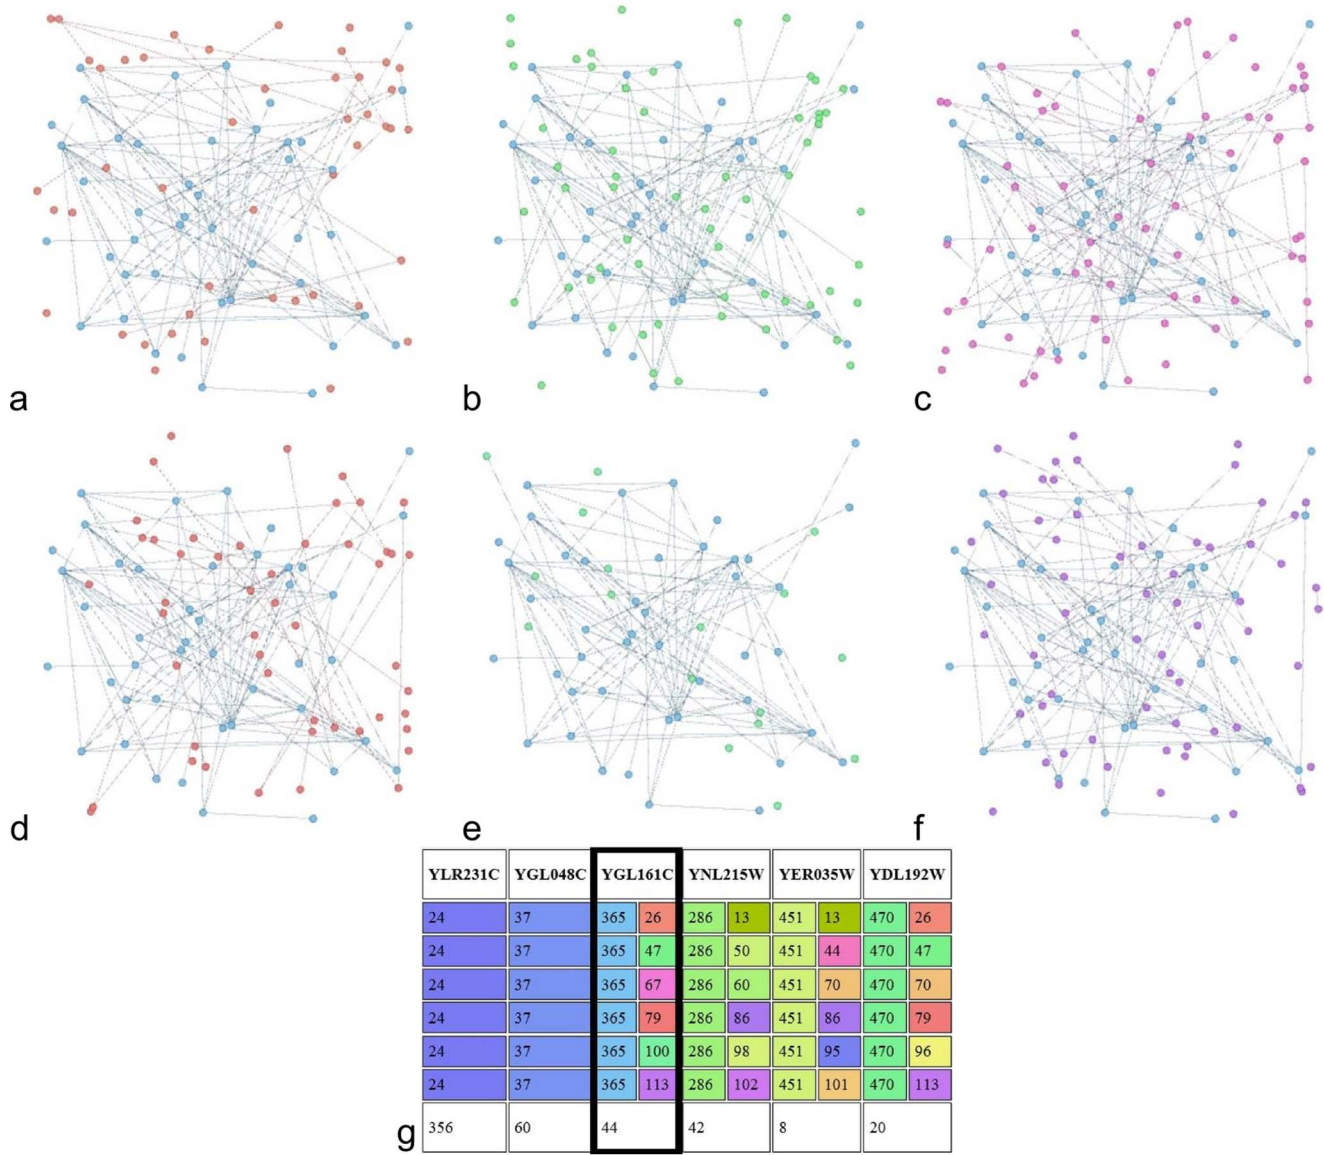 a
b
c
d
e
f
YLR231C YGL048C YGL161C YNL215W YER035W YDL192W
24 37 365 26 286 13 451 13 470 26
24 37 365 47 286 50 451 44 470 47
24 37 365 67 286 60 451 70 470 70
24 37 365 79 286 86 451 86 470 79
24 37 365 100 286 98 451 95 470 96
24 37 365 113 286 102 451 101 470 113
g 356 60 44 42 8 20